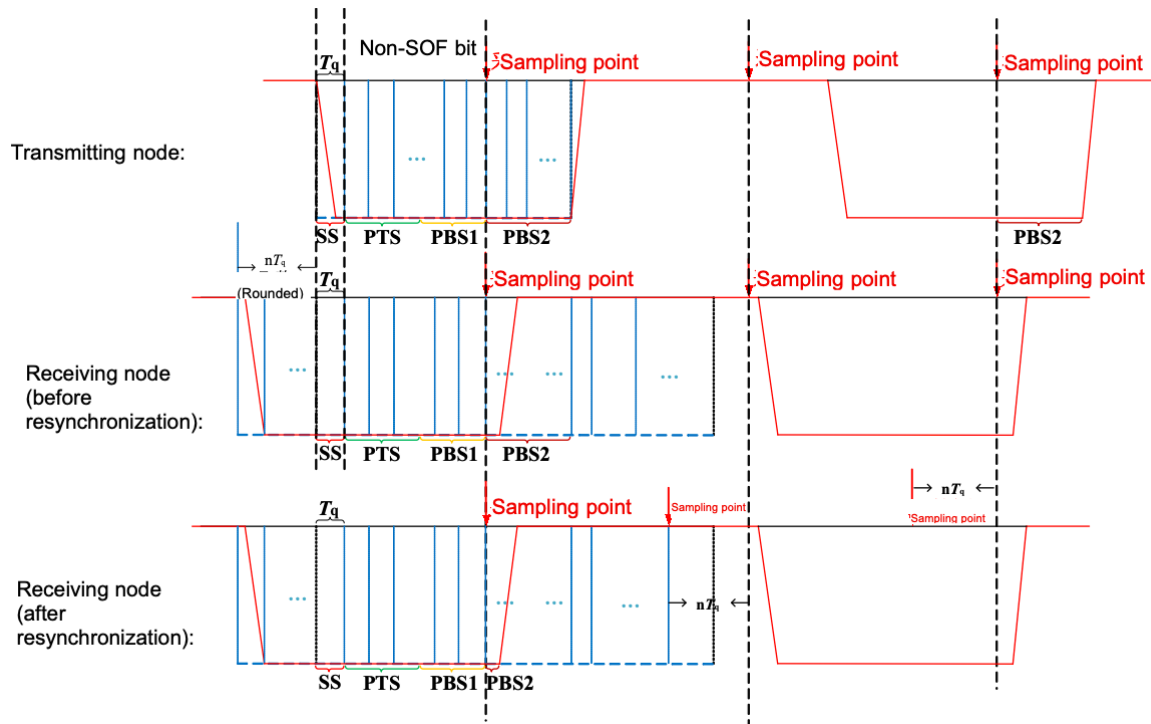 Non-SOF bit
Tq
Sampling point
Sampling point
Sampling point
Transmitting node:
...
...
SS
PTS
PBS1
PBS2
PBS2
nTq
(Rounded)
Tq
Sampling point
Sampling point
Sampling point
Receiving node
(before
resynchronization):
...
...
...
...
SS
PTS
PBS1
PBS2
nTq
Tq
Sampling point
Sampling point
Sampling point
Receiving node
(after
resynchronization):
...
...
...
...
nTq
SS
PTS
PBS1
PBS2